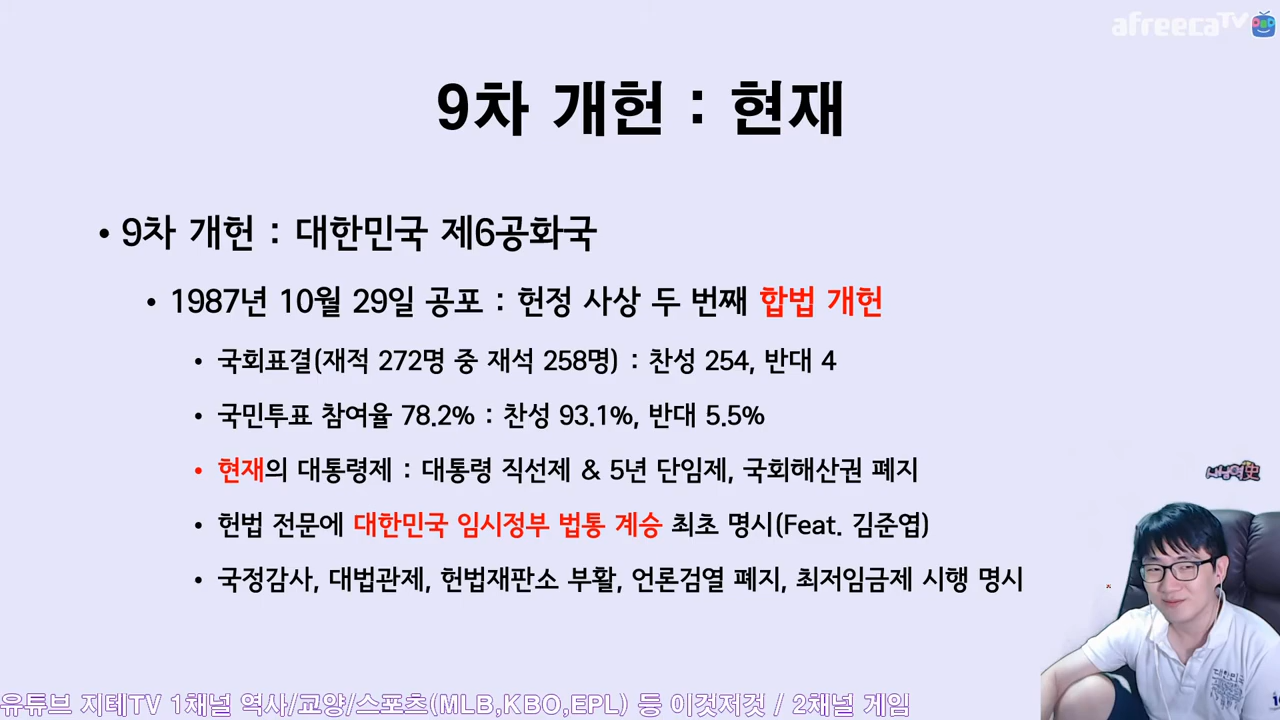 afreecaTV
9차 개헌 : 현재
• 9차 개헌 : 대한민국 제6공화국
• 1987년 10월 29일 공포 : 헌정 사상 두 번째 합법 개헌
• 국회표결(재적 272명 중 재석 258명) : 찬성 254, 반대 4
• 국민투표 참여율 78.2% : 찬성 93.1%, 반대 5.5%
• 현재의 대통령제 : 대통령 직선제 & 5년 단임제, 국회해산권 폐지
• 헌법 전문에 대한민국 임시정부 법통 계승 최초 명시(Feat. 김준엽)
• 국정감사, 대법관제, 헌법재판소 부활, 언론검열 폐지, 최저임금제 시행 명시
유튜브 지테TV 1채널 역사/교양/스포츠(MLB,KBO,EPL) 등 이것저것 / 2채널 게임